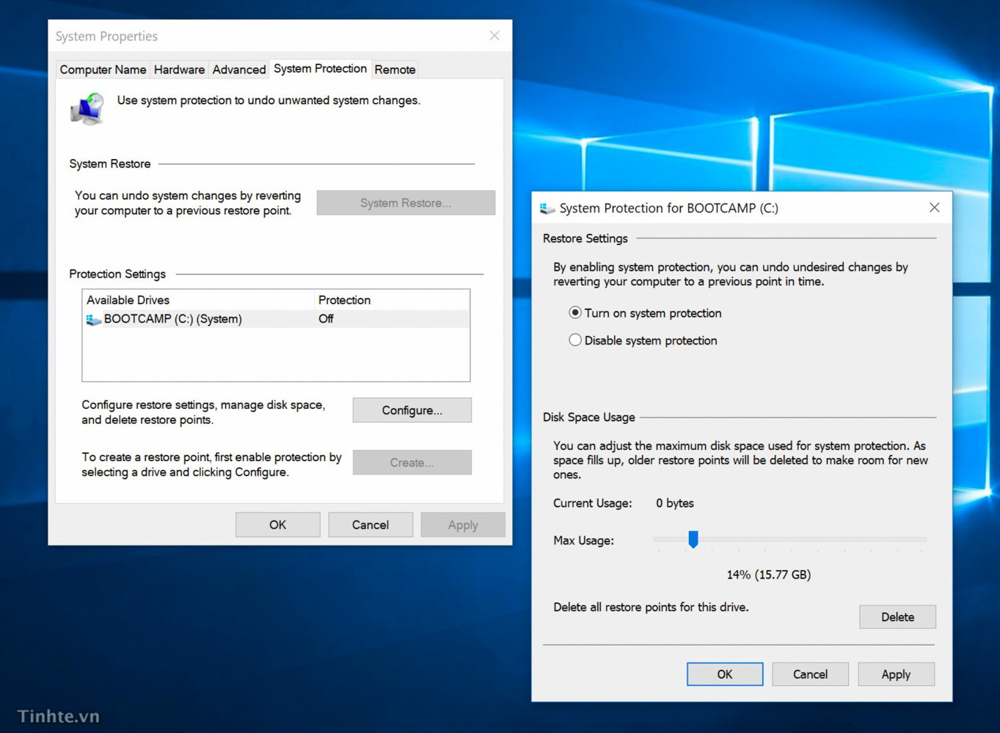 System Properties
Computer Name
Hardware
Advanced
System Protection
Remote
Use system protection to undo unwanted system changes.
System Restore
You can undo system changes by reverting
your computer to a previous restore point.
System Restore...
Protection Settings
Available Drives
Protection
BOOTCAMP (C:) (System)
Off
Configure restore settings, manage disk space,
and delete restore points.
Configure...
To create a restore point, first enable protection by
selecting a drive and clicking Configure.
Create...
OK
Cancel
Apply
System Protection for BOOTCAMP (C:)
Restore Settings
By enabling system protection, you can undo undesired changes by
reverting your computer to a previous point in time.
Turn on system protection
Disable system protection
Disk Space Usage
You can adjust the maximum disk space used for system protection. As
space fills up, older restore points will be deleted to make room for new
ones.
Current Usage:
0 bytes
Max Usage:
14% (15.77 GB)
Delete all restore points for this drive.
Delete
OK
Cancel
Apply
Tinhte.vn